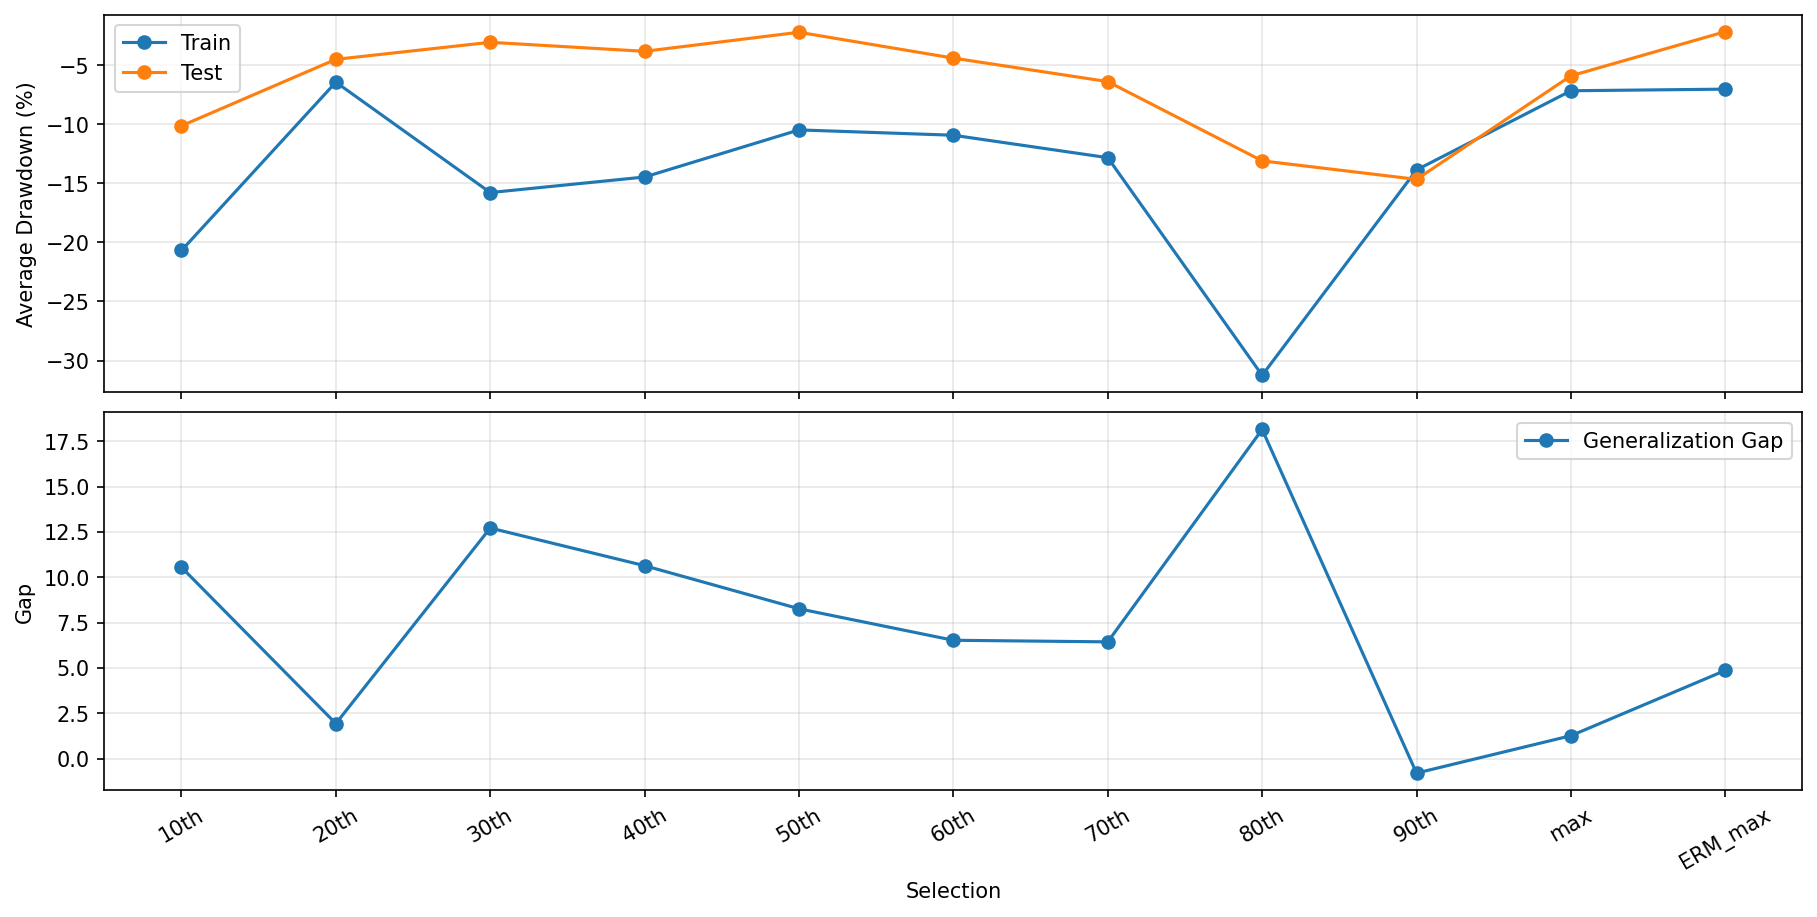 Train
Test
Average Drawdown (%)
−5
−10
−15
−20
−25
−30
Generalization Gap
Gap
17.5
15.0
12.5
10.0
7.5
5.0
2.5
0.0
10th
20th
30th
40th
50th
60th
70th
80th
90th
max
ERM_max
Selection